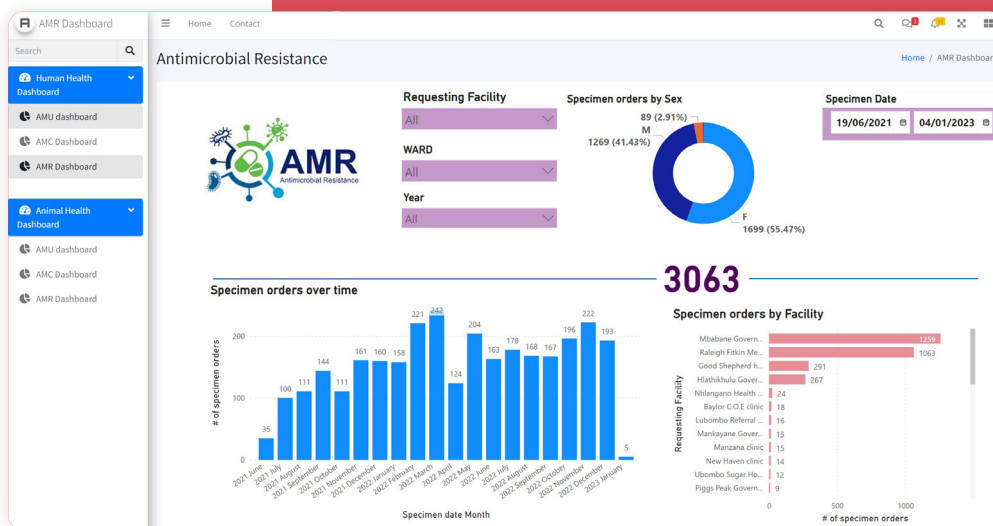 AMR Dashboard
Home Contact
3
15
Search
Human Health
Dashboard
AMU dashboard
AMC Dashboard
AMR Dashboard
Animal Health
Dashboard
AMU dashboard
AMC Dashboard
AMR Dashboard
Antimicrobial Resistance
Home / AMR Dashboar
AMR
Antimicrobial Resistance
Requesting Facility
All
WARD
All
Year
All
Specimen orders by Sex
89 (2.91%)
M
1269 (41.43%)
F
1699 (55.47%)
Specimen Date
19/06/2021 04/01/2023
3063
Specimen orders over time
# of specimen orders
200
100
0
35
100
111
144
111
161
160
158
221
242
124
204
163
178
168
167
196
222
193
5
2021 June
2021 July
2021 August
2021 September
2021 October
2021 November
2021 December
2022 January
2022 February
2022 March
2022 April
2022 May
2022 June
2022 July
2022 August
2022 September
2022 October
2022 November
2022 December
2023 January
Specimen date Month
Specimen orders by Facility
Requesting Facility
Mbabane Govern... 1259
Raleigh Fitkin Me... 1063
Good Shepherd h... 291
Hlathikhulu Gover... 267
Nhlangano Health ... 24
Baylor C.O.E clinic 18
Lubombo Referral ... 16
Mankayane Gover... 15
Manzana clinic 15
New Haven clinic 14
Ubombo Sugar Ho... 12
Piggs Peak Govern... 9
0 500 1000
# of specimen orders